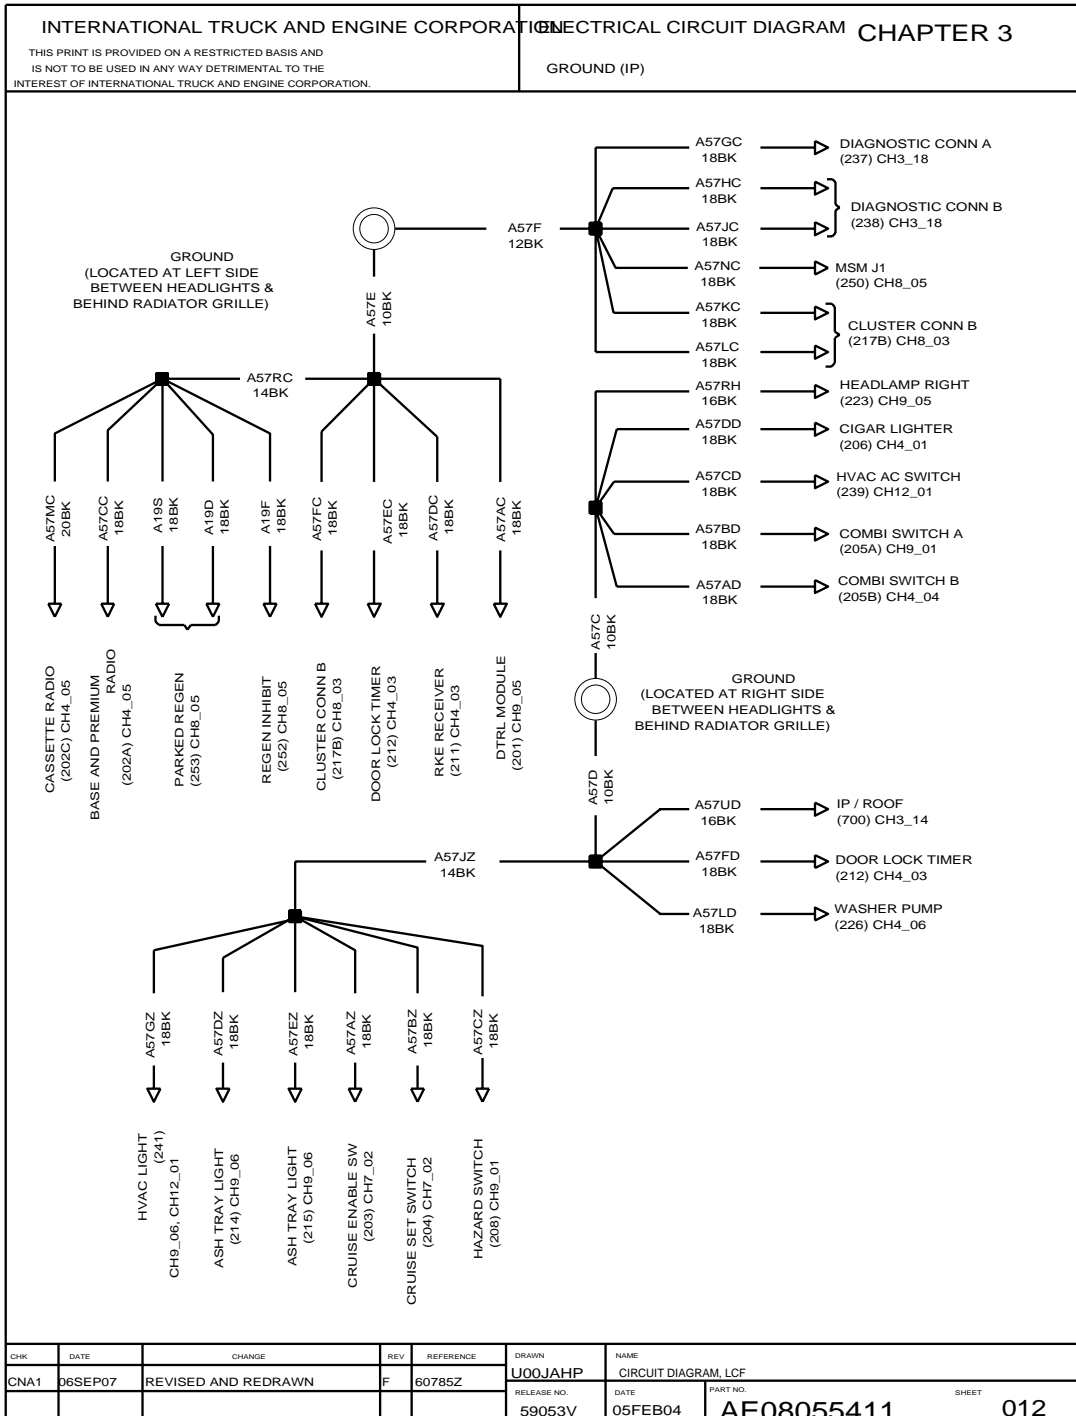 INTERNATIONAL TRUCK AND ENGINE CORPORATION
THIS PRINT IS PROVIDED ON A RESTRICTED BASIS AND
IS NOT TO BE USED IN ANY WAY DETRIMENTAL TO THE
INTEREST OF INTERNATIONAL TRUCK AND ENGINE CORPORATION.
ELECTRICAL CIRCUIT DIAGRAM
CHAPTER 3
GROUND (IP)
GROUND
(LOCATED AT LEFT SIDE
BETWEEN HEADLIGHTS &
BEHIND RADIATOR GRILLE)
A57F
12BK
A57E
10BK
A57GC
18BK
DIAGNOSTIC CONN A
(237) CH3_18
A57HC
18BK
A57JC
18BK
DIAGNOSTIC CONN B
(238) CH3_18
A57NC
18BK
MSM J1
(250) CH8_05
A57KC
18BK
A57LC
18BK
CLUSTER CONN B
(217B) CH8_03
A57RH
16BK
HEADLAMP RIGHT
(223) CH9_05
A57DD
18BK
CIGAR LIGHTER
(206) CH4_01
A57CD
18BK
HVAC AC SWITCH
(239) CH12_01
A57BD
18BK
COMBI SWITCH A
(205A) CH9_01
A57AD
18BK
COMBI SWITCH B
(205B) CH4_04
A57C
10BK
A57RC
14BK
A57MC
20BK
A57CC
18BK
A19S
18BK
A19D
18BK
A19F
18BK
A57FC
18BK
A57EC
18BK
A57DC
18BK
A57AC
18BK
CASSETTE RADIO
(202C) CH4_05
BASE AND PREMIUM
RADIO
(202A) CH4_05
PARKED REGEN
(253) CH8_05
REGEN INHIBIT
(252) CH8_05
CLUSTER CONN B
(217B) CH8_03
DOOR LOCK TIMER
(212) CH4_03
RKE RECEIVER
(211) CH4_03
DTRL MODULE
(201) CH9_05
GROUND
(LOCATED AT RIGHT SIDE
BETWEEN HEADLIGHTS &
BEHIND RADIATOR GRILLE)
A57D
10BK
A57UD
16BK
IP / ROOF
(700) CH3_14
A57FD
18BK
DOOR LOCK TIMER
(212) CH4_03
A57LD
18BK
WASHER PUMP
(226) CH4_06
A57JZ
14BK
A57GZ
18BK
A57DZ
18BK
A57EZ
18BK
A57AZ
18BK
A57BZ
18BK
A57CZ
18BK
HVAC LIGHT
(241)
CH9_06, CH12_01
ASH TRAY LIGHT
(214) CH9_06
ASH TRAY LIGHT
(215) CH9_06
CRUISE ENABLE SW
(203) CH7_02
CRUISE SET SWITCH
(204) CH7_02
HAZARD SWITCH
(208) CH9_01
CHK DATE CHANGE REV REFERENCE
CNA1 06SEP07 REVISED AND REDRAWN F 60785Z
DRAWN
U00JAHP
NAME
CIRCUIT DIAGRAM, LCF
RELEASE NO.
59053V
DATE
05FEB04
PART NO.
AE08055411
SHEET
012